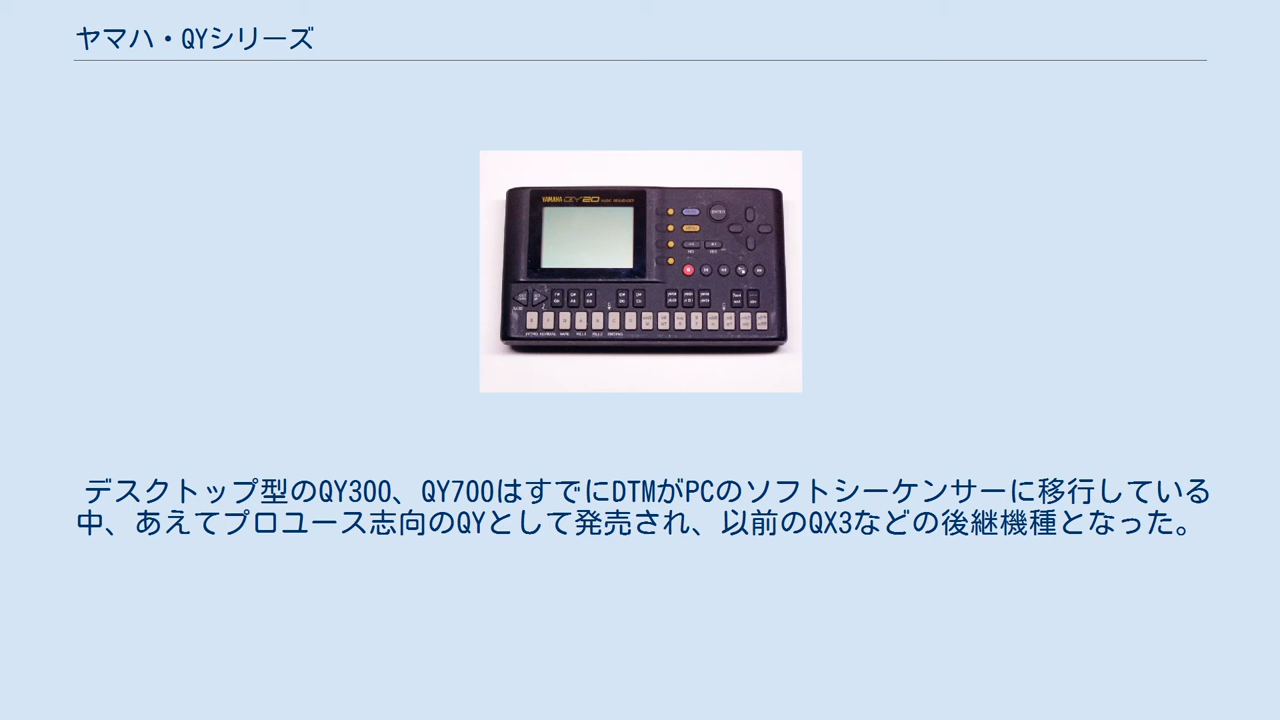 ヤマハ・QYシリーズ
YAMAHA QY20
デスクトップ型のQY300、QY700はすでにDTMがPCのソフトシーケンサーに移行している
中、あえてプロユース志向のQYとして発売され、以前のQX3などの後継機種となった。